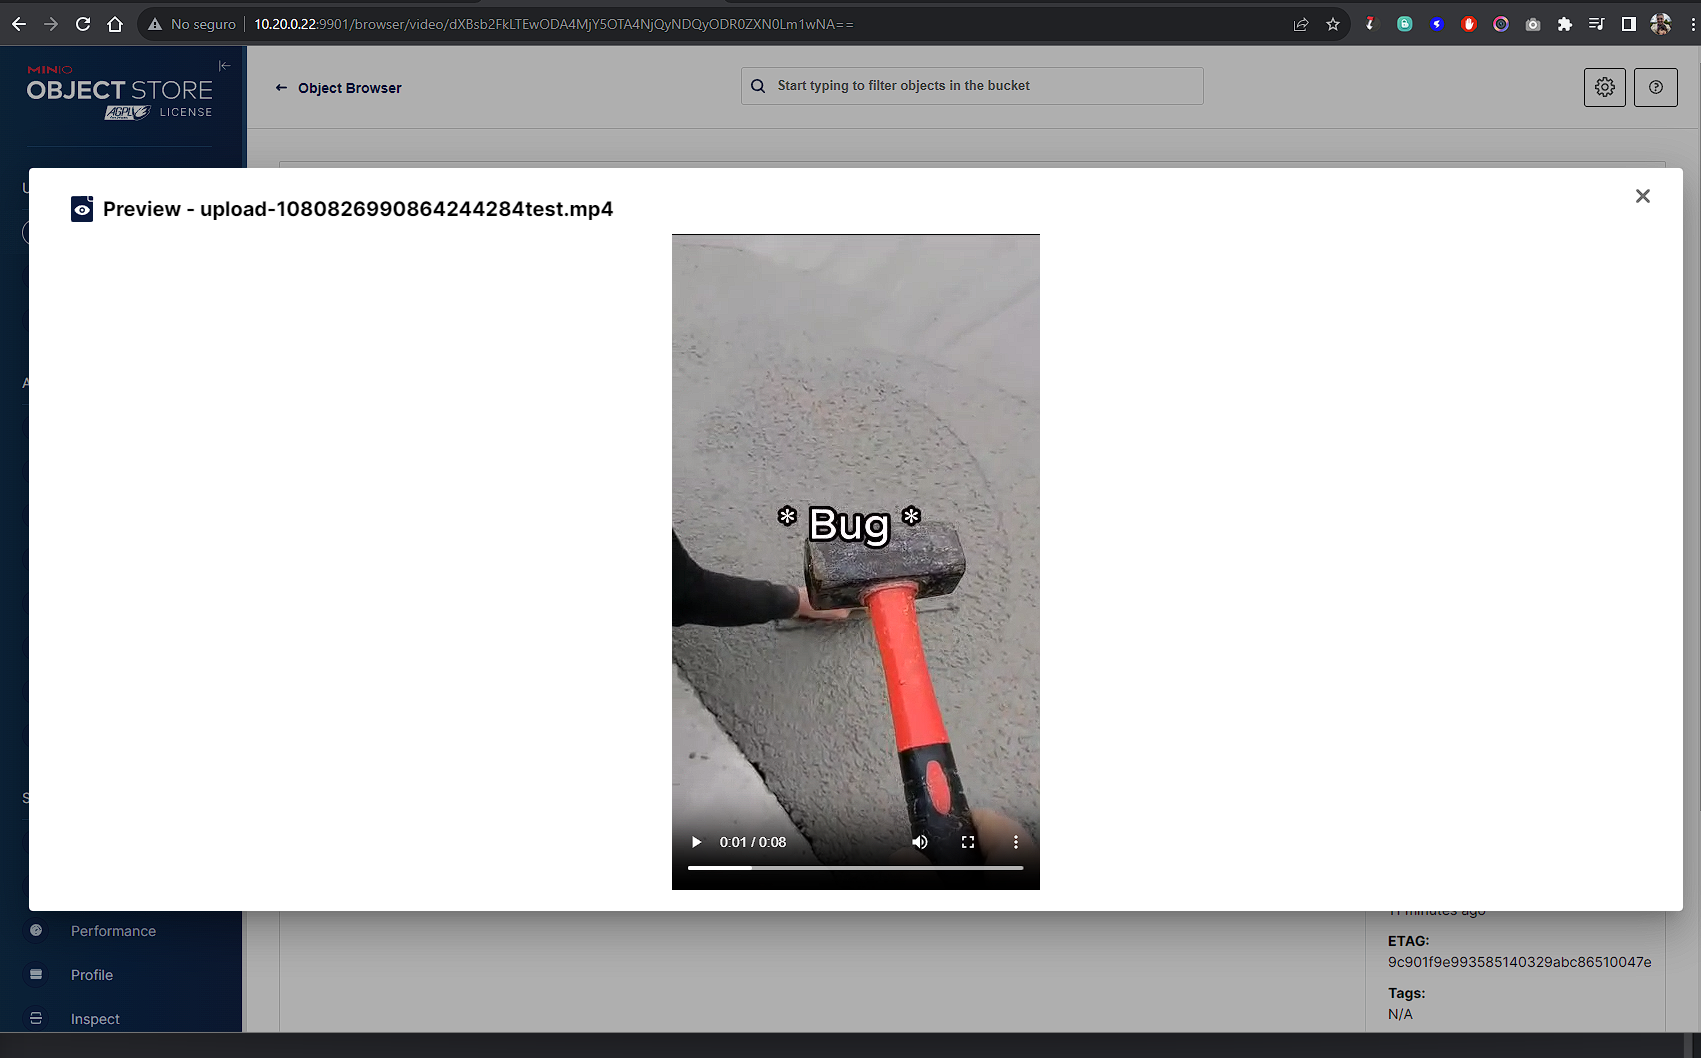 No seguro
10.20.0.22:9901/browser/video/dXBsb2FkLTEwODA4MjY5OTA4NjQyNDQyODR0ZXN0Lm1wNA==
MINIO
OBJECT STORE
AGPLv3 LICENSE
Object Browser
Start typing to filter objects in the bucket
U
Preview - upload-1080826990864244284test.mp4
A
* Bug *
S
0:01 / 0:08
11 minutes ago
Performance
ETAG:
9c901f9e993585140329abc86510047e
Profile
Tags:
N/A
Inspect